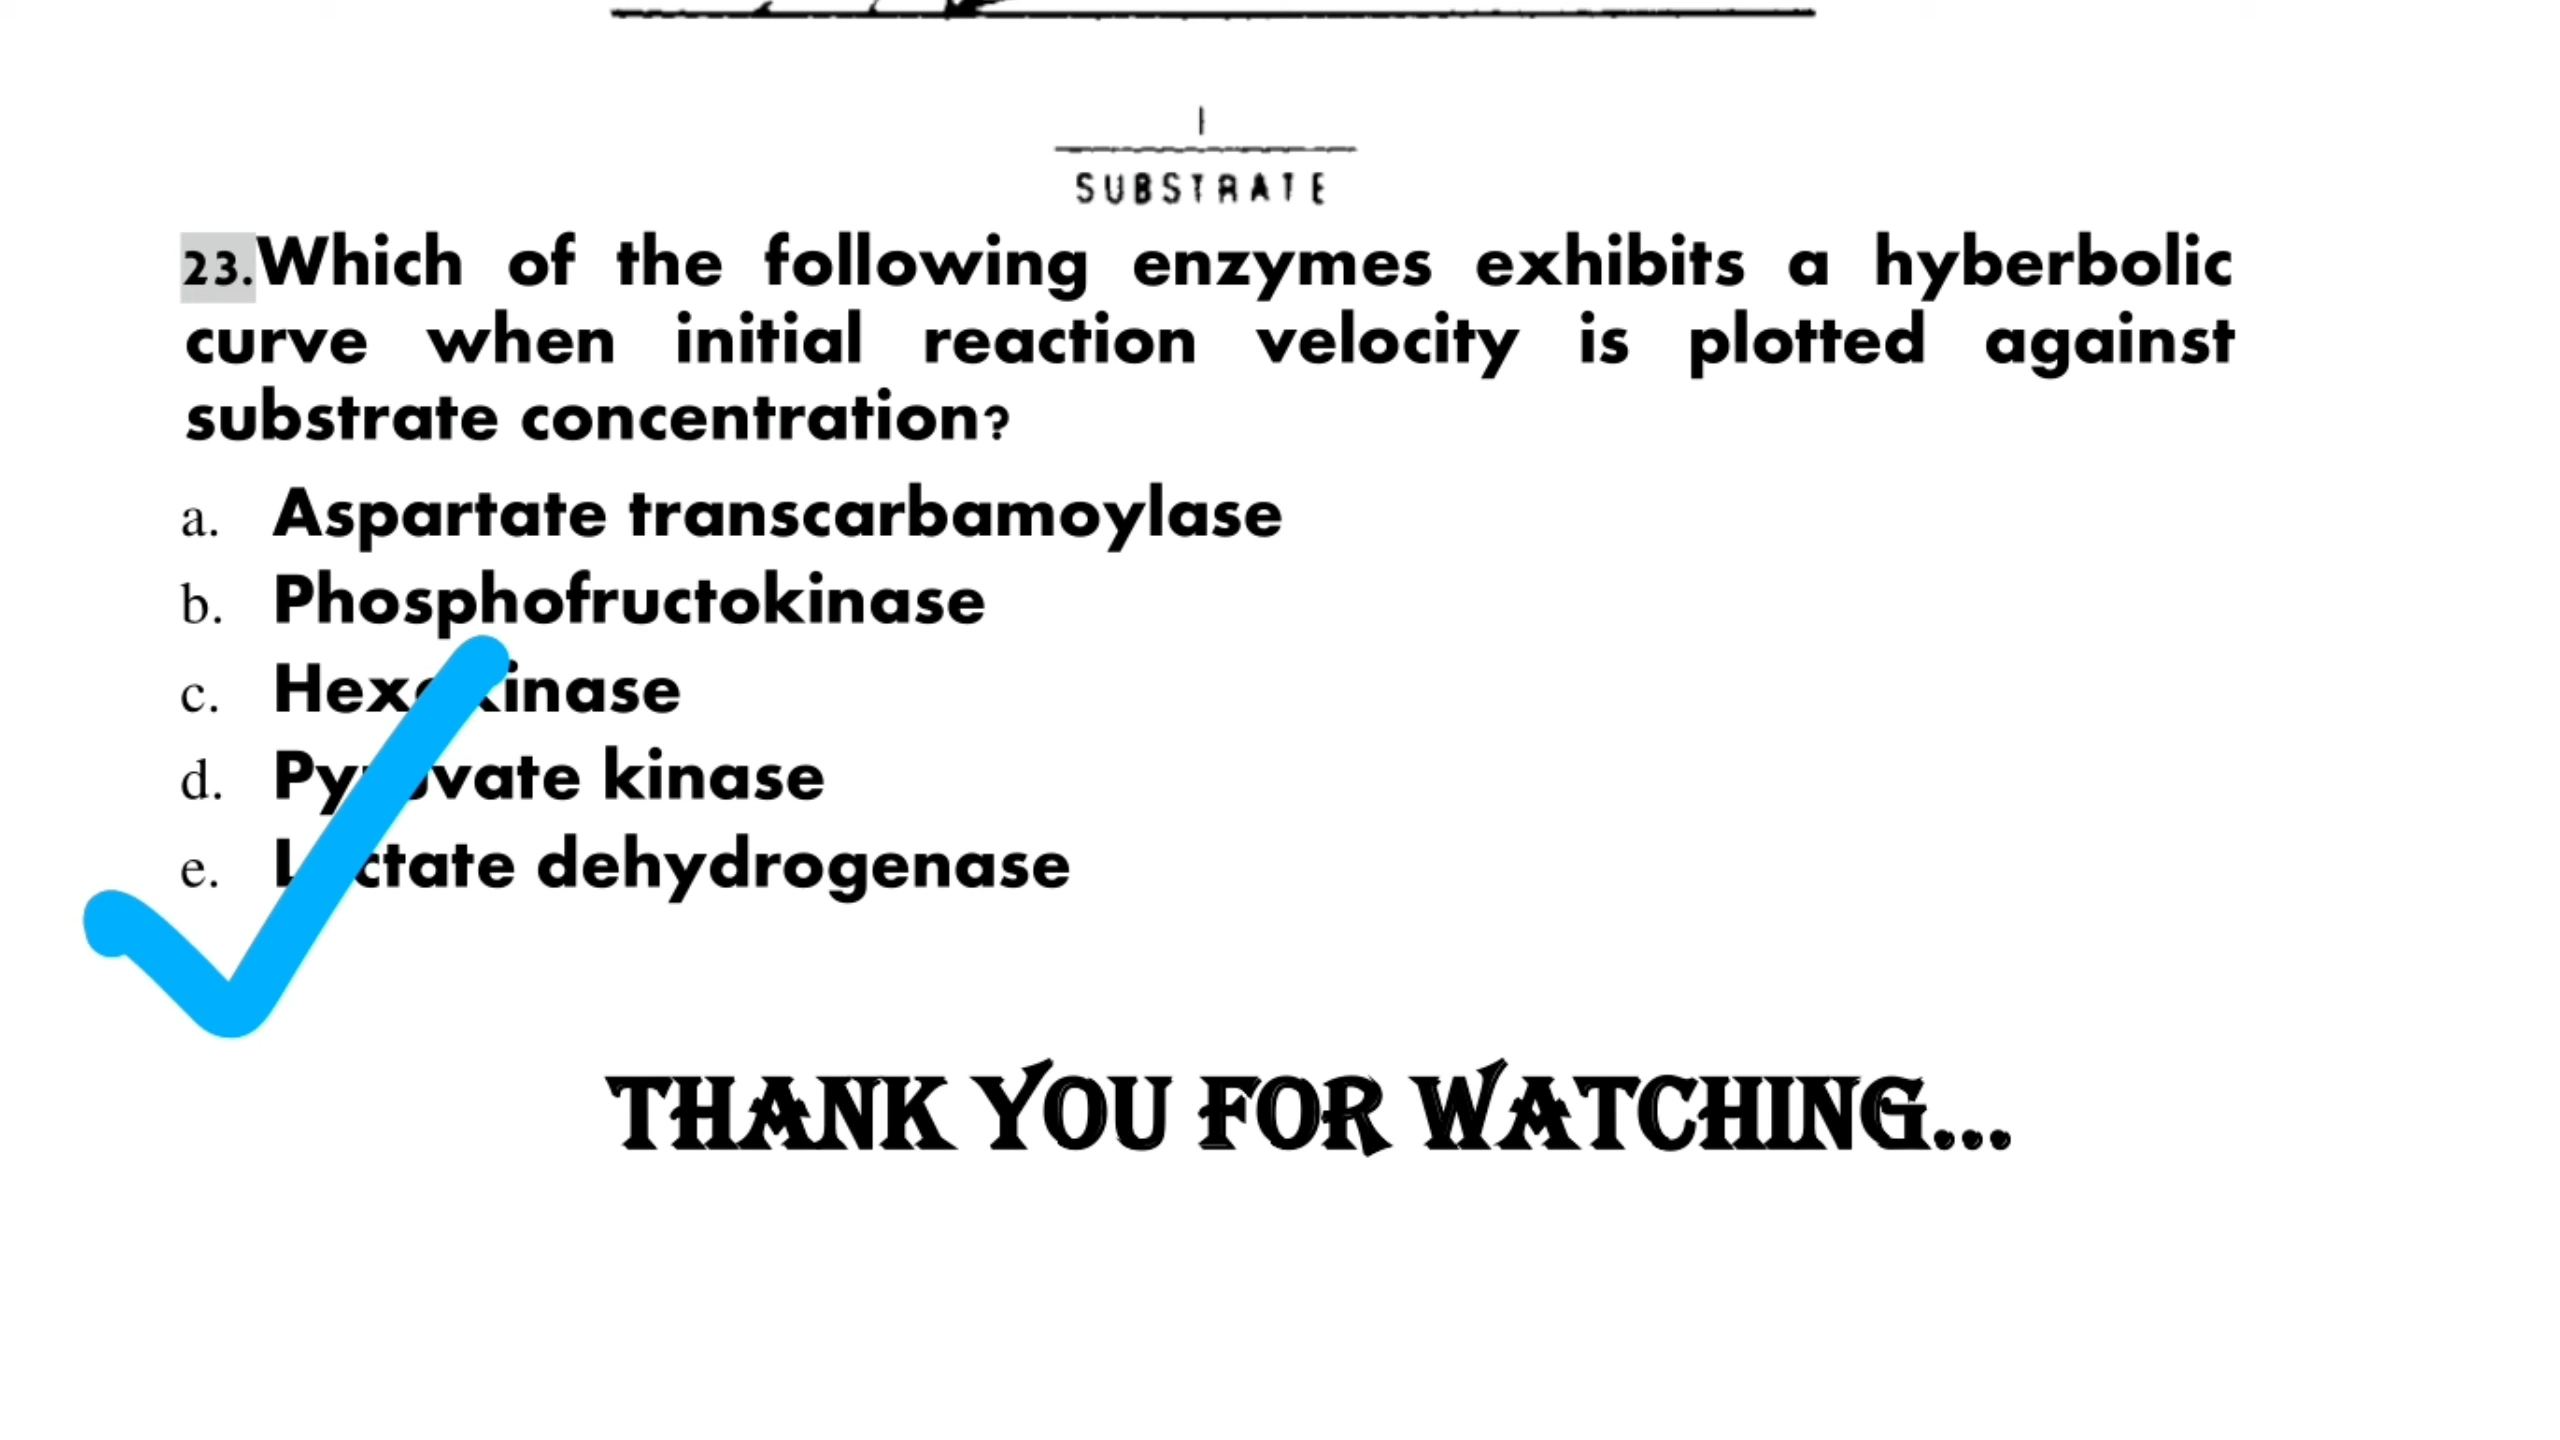 1
SUBSTRATE
23.Which of the following enzymes exhibits a hyberbolic
curve when initial reaction velocity is plotted against
substrate concentration?
a. Aspartate transcarbamoylase
b. Phosphofructokinase
c. Hexokinase
d. Pyruvate kinase
e. Lactate dehydrogenase
THANK YOU FOR WATCHING...